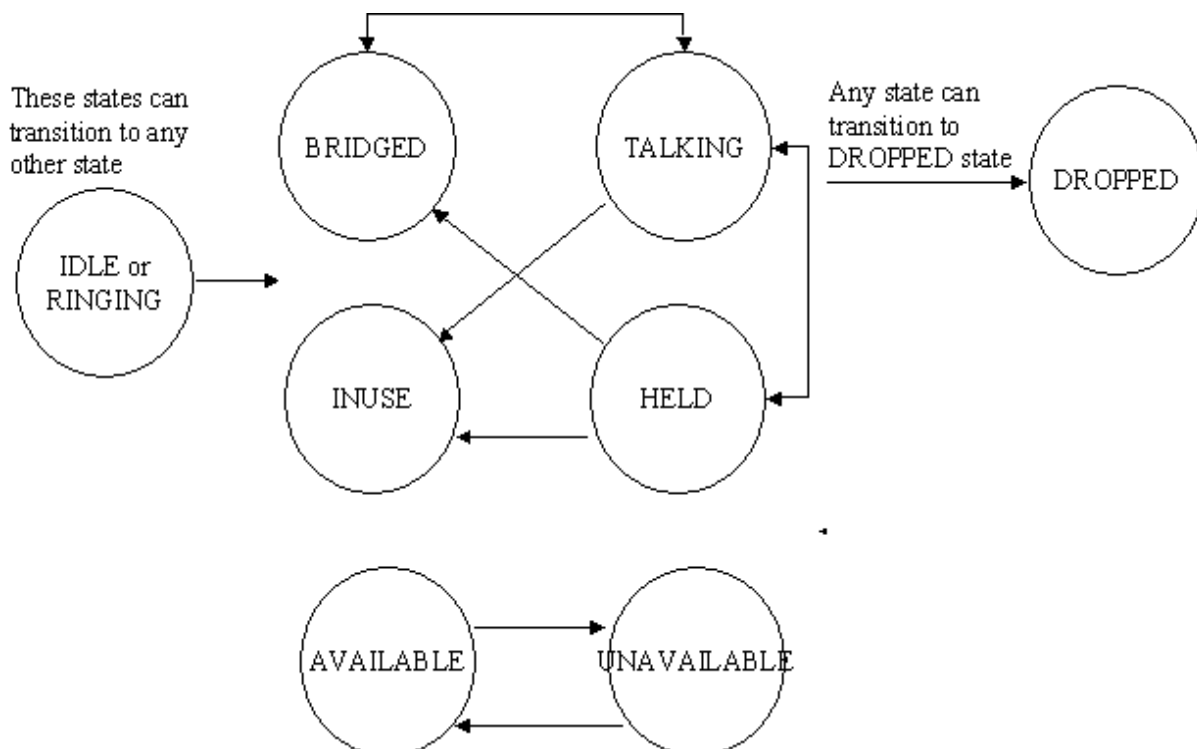 These states can
transition to any
other state
IDLE or
RINGING
BRIDGED
TALKING
INUSE
HELD
Any state can
transition to
DROPPED state
DROPPED
AVAILABLE
UNAVAILABLE